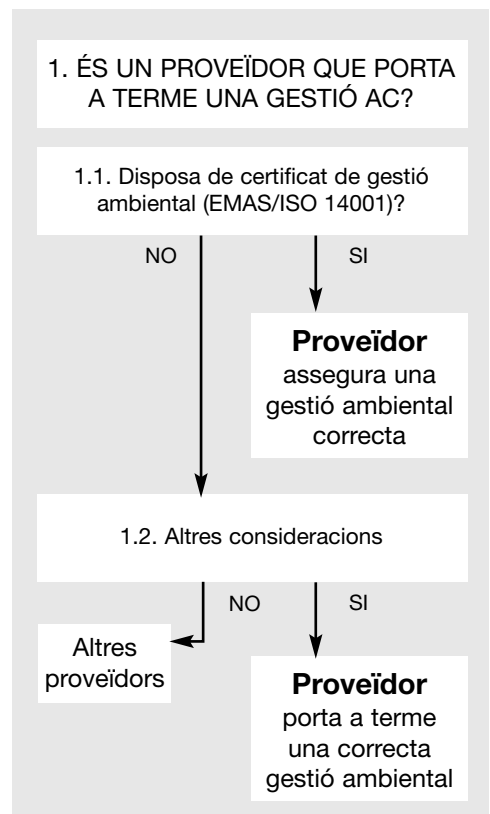 1. ÉS UN PROVEÏDOR QUE PORTA
A TERME UNA GESTIÓ AC?
1.1. Disposa de certificat de gestió
ambiental (EMAS/ISO 14001)?
NO
SI
Proveïdor
assegura una
gestió ambiental
correcta
1.2. Altres consideracions
NO
SI
Altres
proveïdors
Proveïdor
porta a terme
una correcta
gestió ambiental